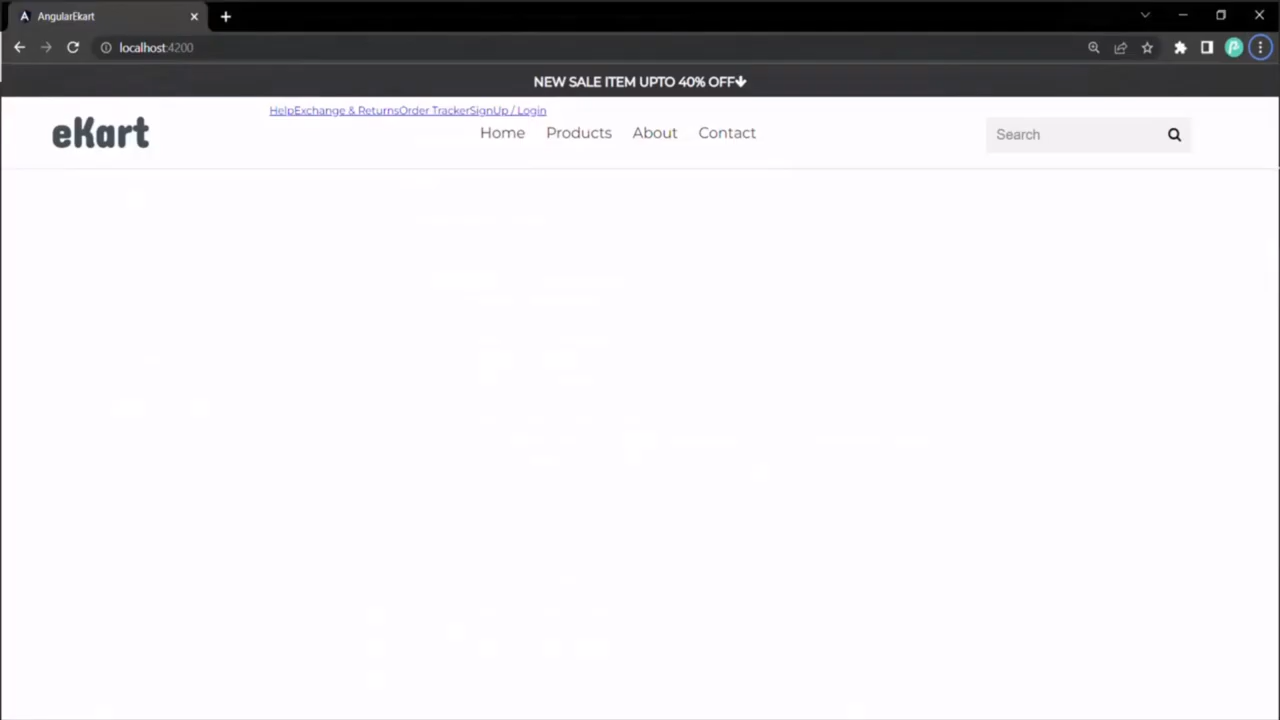 AngularEkart
localhost:4200
NEW SALE ITEM UPTO 40% OFF
HelpExchange & ReturnsOrder TrackerSignUp / Login
eKart
Home Products About Contact
Search